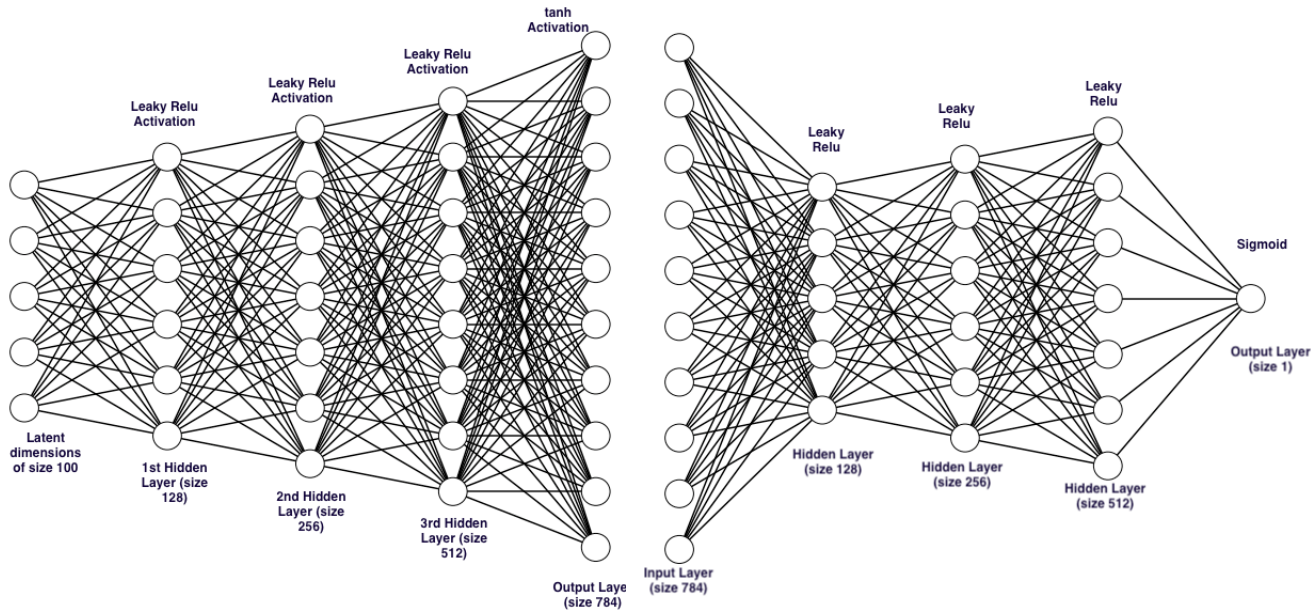 tanh
Activation
Leaky Relu
Activation
Leaky Relu
Activation
Leaky Relu
Activation
Latent
dimensions
of size 100
1st Hidden
Layer (size
128)
2nd Hidden
Layer (size
256)
3rd Hidden
Layer (size
512)
Output Laye
(size 784)
Input Layer
(size 784)
Leaky
Relu
Hidden Layer
(size 128)
Leaky
Relu
Hidden Layer
(size 256)
Leaky
Relu
Hidden Layer
(size 512)
Sigmoid
Output Layer
(size 1)